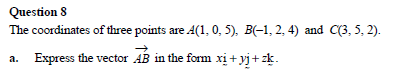 Question 8
The coordinates of three points are A(1, 0, 5), B(–1, 2, 4) and C(3, 5, 2).
a. Express the vector \overrightarrow{AB} in the form xi + yj + zk.